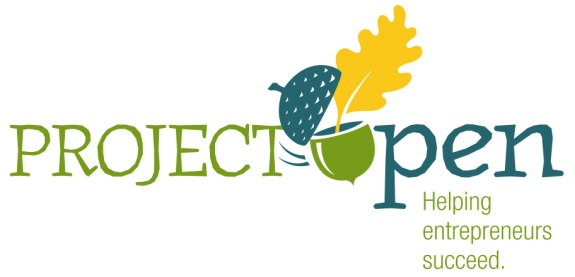 PROJECT Open
Helping
entrepreneurs
succeed.